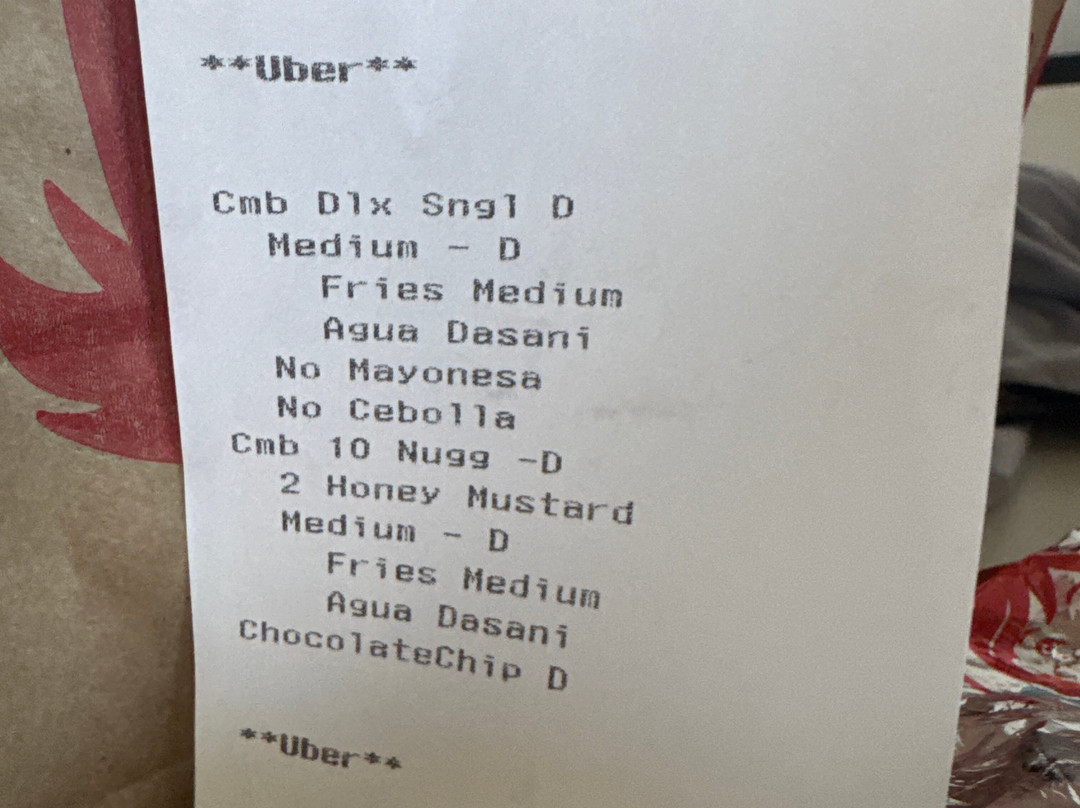 **Uber**
Cmb Dlx Sngl D
Medium - D
Fries Medium
Agua Dasani
No Mayonesa
No Cebolla
Cmb 10 Nugg -D
2 Honey Mustard
Medium - D
Fries Medium
Agua Dasani
ChocolateChip D
**Uber**